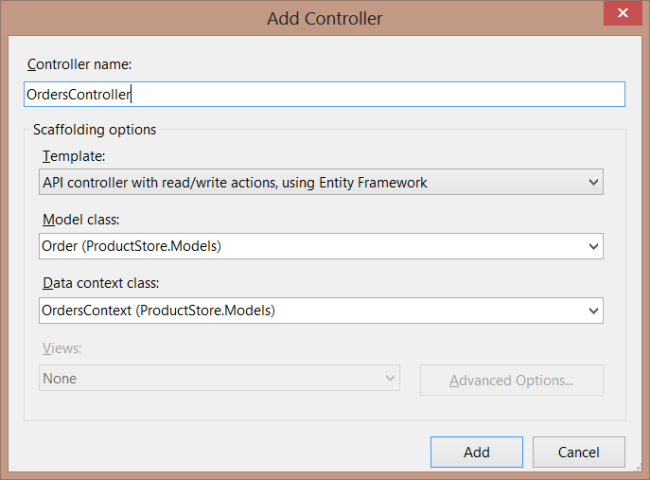 Add Controller
Controller name:
OrdersController
Scaffolding options
Template:
API controller with read/write actions, using Entity Framework
Model class:
Order (ProductStore.Models)
Data context class:
OrdersContext (ProductStore.Models)
Views:
None
Advanced Options...
Add
Cancel